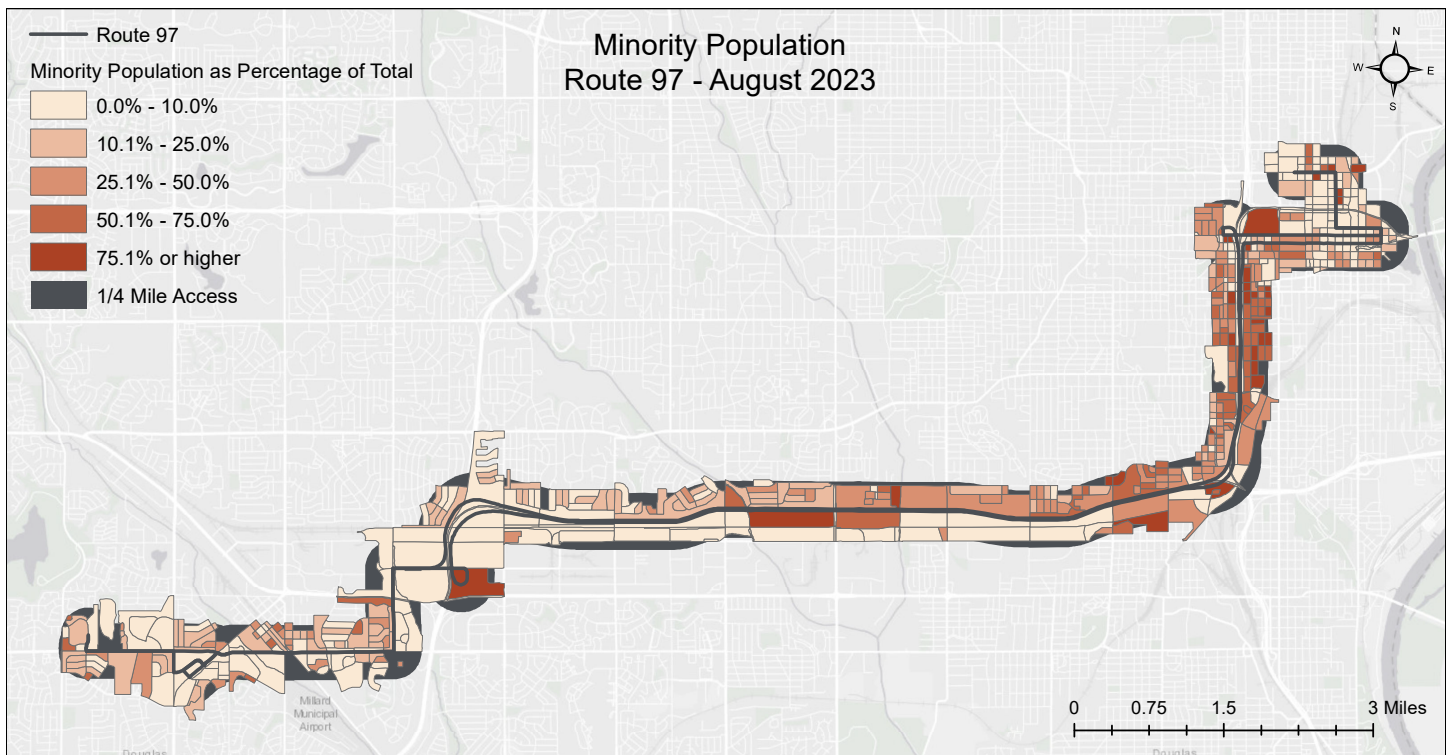 Route 97
Minority Population as Percentage of Total
0.0% - 10.0%
10.1% - 25.0%
25.1% - 50.0%
50.1% - 75.0%
75.1% or higher
1/4 Mile Access
Minority Population
Route 97 - August 2023
N
W
E
S
Millard
Municipal
Airport
0
0.75
1.5
3 Miles
Douglas
Douglas